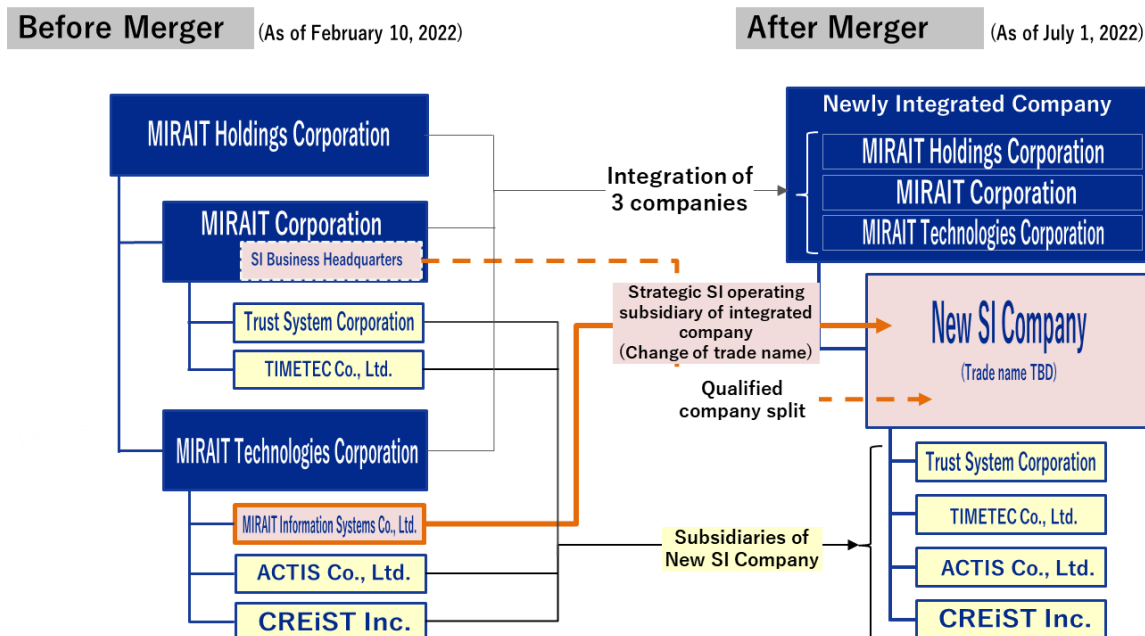 Before Merger (As of February 10, 2022)
After Merger (As of July 1, 2022)
MIRAIT Holdings Corporation
MIRAIT Corporation
SI Business Headquarters
Trust System Corporation
TIMETEC Co., Ltd.
MIRAIT Technologies Corporation
MIRAIT Information Systems Co., Ltd.
ACTIS Co., Ltd.
CREiST Inc.
Integration of
3 companies
Strategic SI operating
subsidiary of integrated
company
(Change of trade name)
Qualified
company split
Subsidiaries of
New SI Company
Newly Integrated Company
MIRAIT Holdings Corporation
MIRAIT Corporation
MIRAIT Technologies Corporation
New SI Company
(Trade name TBD)
Trust System Corporation
TIMETEC Co., Ltd.
ACTIS Co., Ltd.
CREiST Inc.